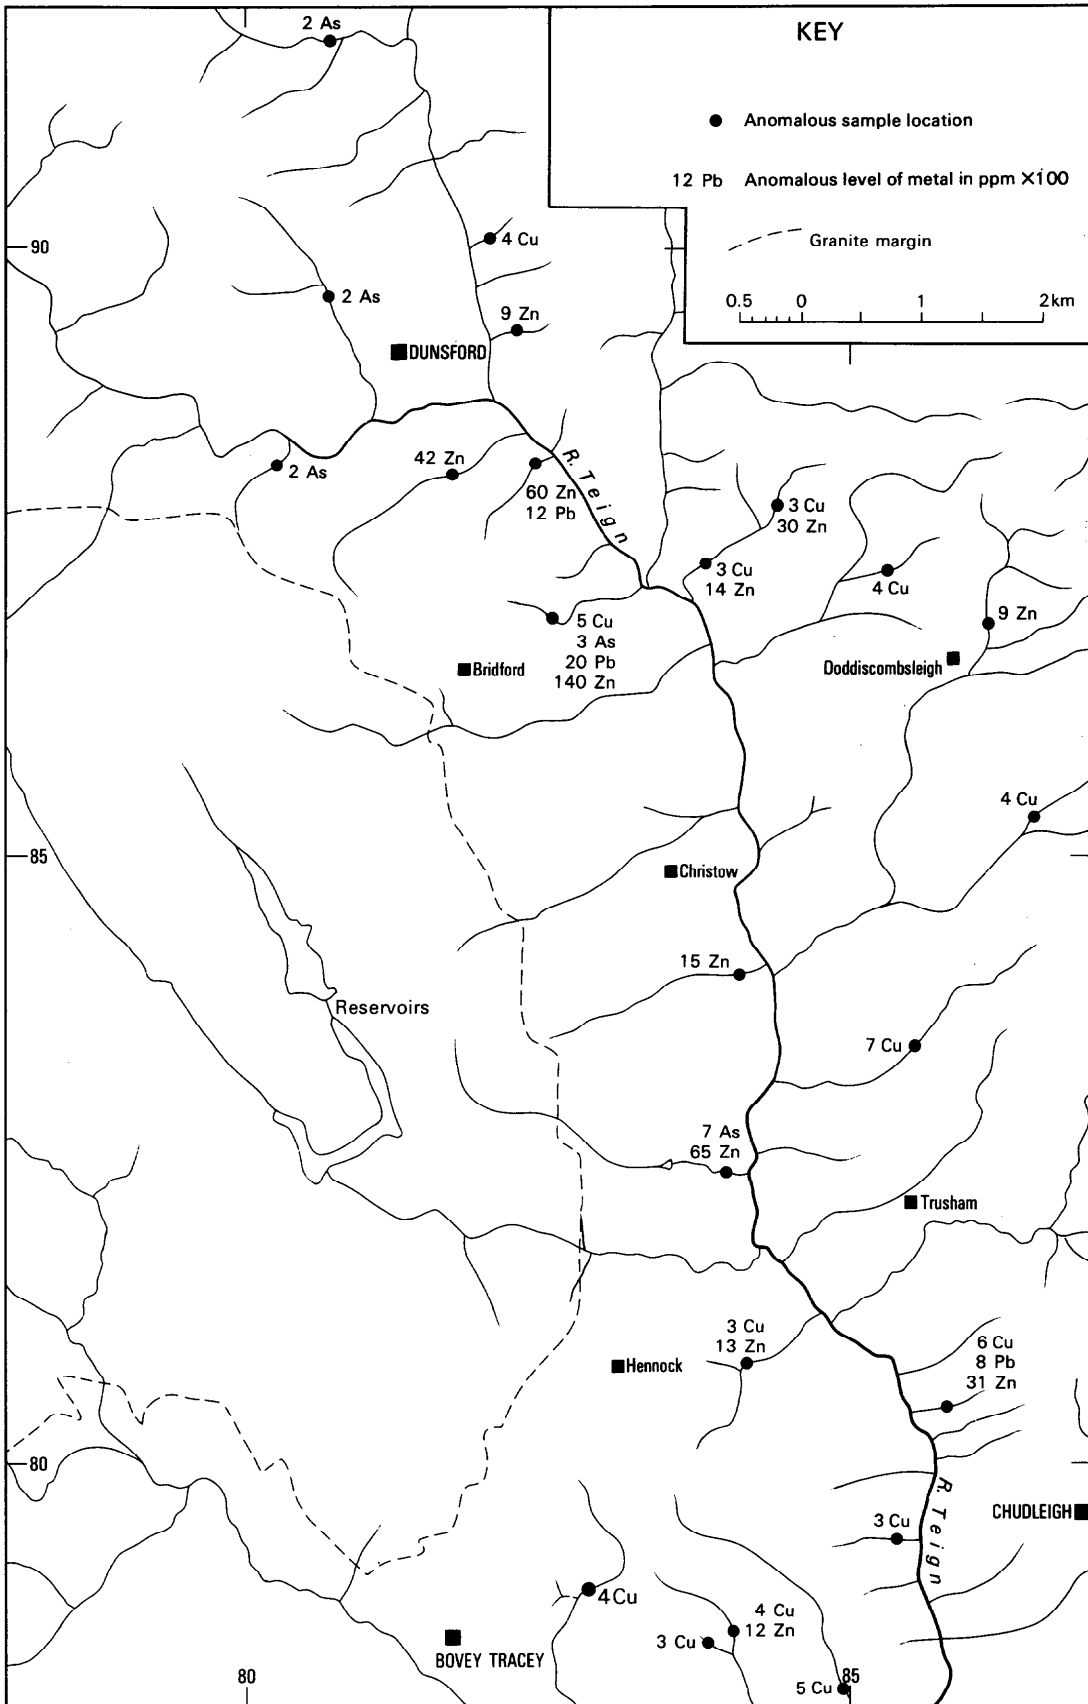 KEY
Anomalous sample location
12 Pb Anomalous level of metal in ppm X100
Granite margin
0.5 0 1 2km
2 As
90
4 Cu
2 As
9 Zn
DUNSFORD
2 As
42 Zn
60 Zn
12 Pb
R. Teign
3 Cu
30 Zn
3 Cu
14 Zn
4 Cu
9 Zn
5 Cu
3 As
20 Pb
140 Zn
Bridford
Doddiscombsleigh
4 Cu
85
Christow
15 Zn
Reservoirs
7 Cu
7 As
65 Zn
Trusham
3 Cu
13 Zn
Hennock
6 Cu
8 Pb
31 Zn
80
R. Teign
CHUDLEIGH
3 Cu
4 Cu
4 Cu
12 Zn
3 Cu
BOVEY TRACEY
80
85
5 Cu